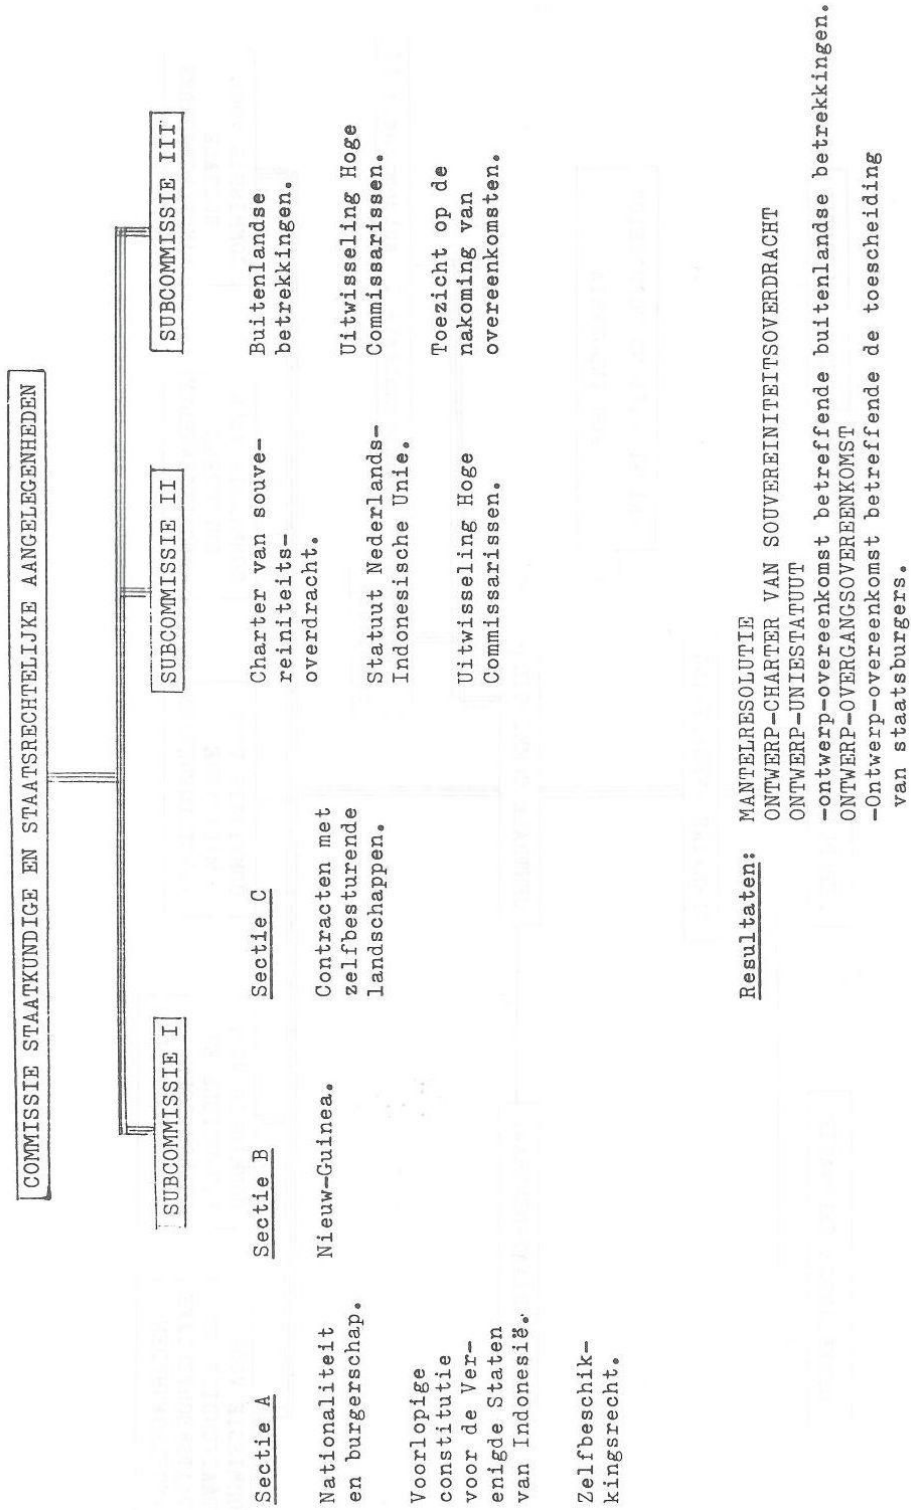 COMMISSIE STAATKUNDIGE EN STAATSRECHTELIJKE AANGELEGENHEDEN
SUBCOMMISSIE I
Sectie A
Nationaliteit
en burgerschap.
Voorlopige
constitutie
voor de Ver-
enigde Staten
van Indonesië.
Zelfbeschik-
kingsrecht.
Sectie B
Nieuw-Guinea.
Sectie C
Contracten met
zelfbesturende
landschappen.
SUBCOMMISSIE II
Charter van souve-
reiniteits-
overdracht.
Statuut Nederlands-
Indonesische Unie.
Uitwisseling Hoge
Commissarissen.
SUBCOMMISSIE III
Buitenlandse
betrekkingen.
Uitwisseling Hoge
Commissarissen.
Toezicht op de
nakoming van
overeenkomsten.
Resultaten: MANTELRESOLUTIE
ONTWERP-CHARTER VAN SOUVEREINITEITSOVERDRACHT
ONTWERP-UNIESTATUUT
-ontwerp-overeenkomst betreffende buitenlandse betrekkingen.
ONTWERP-OVERGANGSOVEREENKOMST
-Ontwerp-overeenkomst betreffende de toescheiding
van staatsburgers.